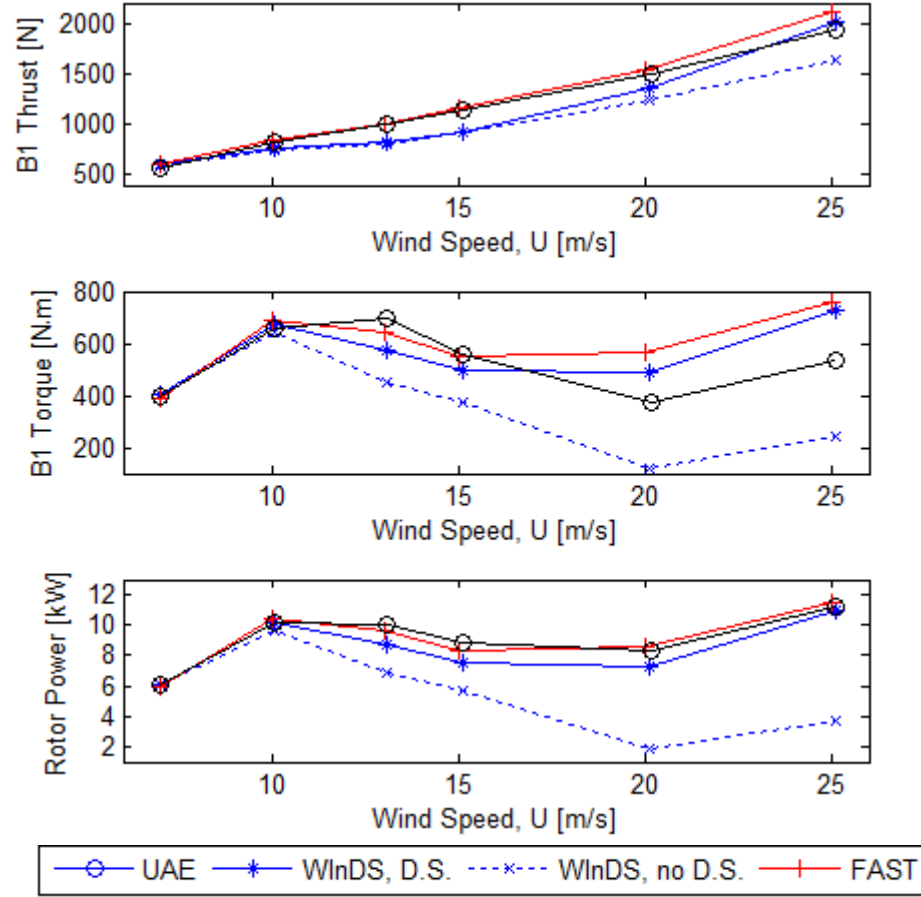 B1 Thrust [N]
2000
1500
1000
500
10 15 20 25
Wind Speed, U [m/s]
B1 Torque [N.m]
800
600
400
200
10 15 20 25
Wind Speed, U [m/s]
Rotor Power [kW]
12
10
8
6
4
2
10 15 20 25
Wind Speed, U [m/s]
UAE WInDS, D.S. WInDS, no D.S. FAST